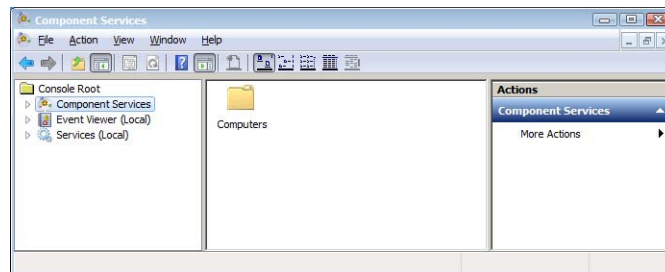 Component Services
File Action View Window Help
Console Root
Component Services
Event Viewer (Local)
Services (Local)
Computers
Actions
Component Services
More Actions